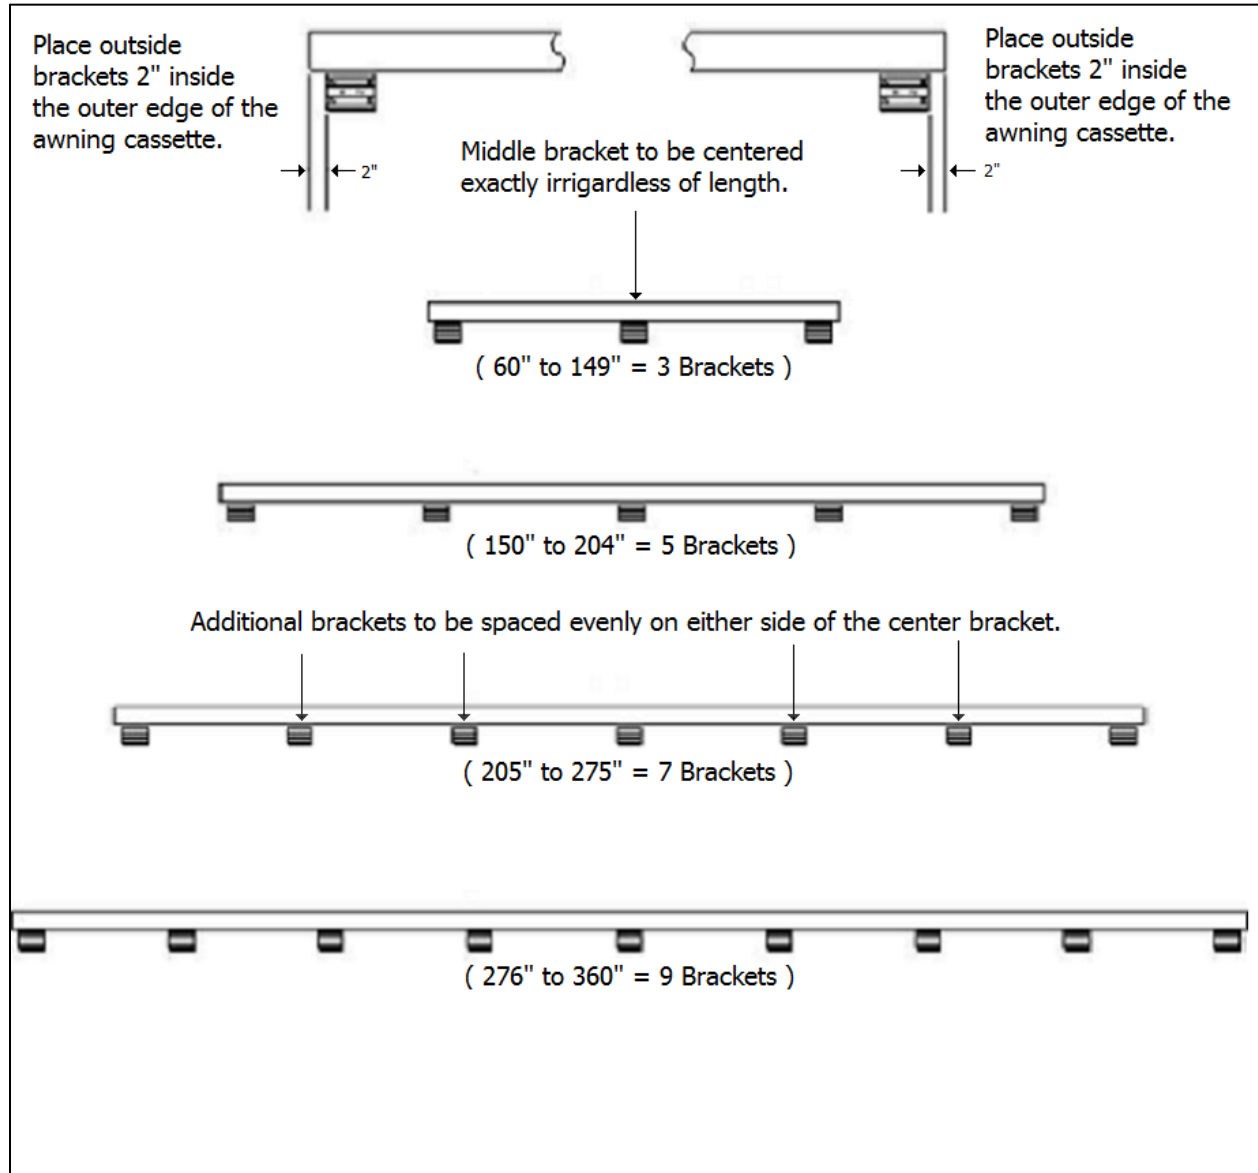 Place outside
brackets 2" inside
the outer edge of the
awning cassette.
Place outside
brackets 2" inside
the outer edge of the
awning cassette.
2"
2"
Middle bracket to be centered
exactly irrigardless of length.
( 60" to 149" = 3 Brackets )
( 150" to 204" = 5 Brackets )
Additional brackets to be spaced evenly on either side of the center bracket.
( 205" to 275" = 7 Brackets )
( 276" to 360" = 9 Brackets )